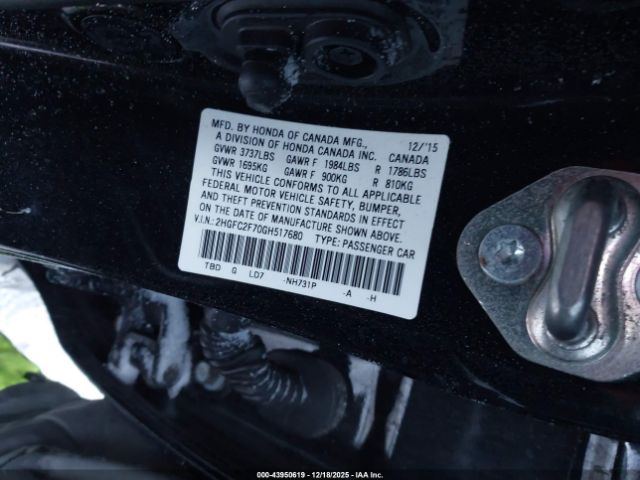 MFD. BY HONDA OF CANADA MFG., 12/'15
A DIVISION OF HONDA CANADA INC. CANADA
GVWR 3737LBS GAWR F 1984LBS R 1786LBS
GVWR 1695KG GAWR F 900KG R 810KG
THIS VEHICLE CONFORMS TO ALL APPLICABLE
FEDERAL MOTOR VEHICLE SAFETY, BUMPER,
AND THEFT PREVENTION STANDARDS IN EFFECT
ON THE DATE OF MANUFACTURE SHOWN ABOVE.
V.I.N.:2HGFC2F70GH517680 TYPE: PASSENGER CAR
TBD G LD7 -NH731P -A -H
000-43950619 | 12/18/2025 | IAA Inc.